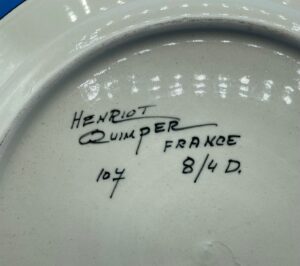 HENRIOT
QUIMPER
FRANCE
107 8/4 D.